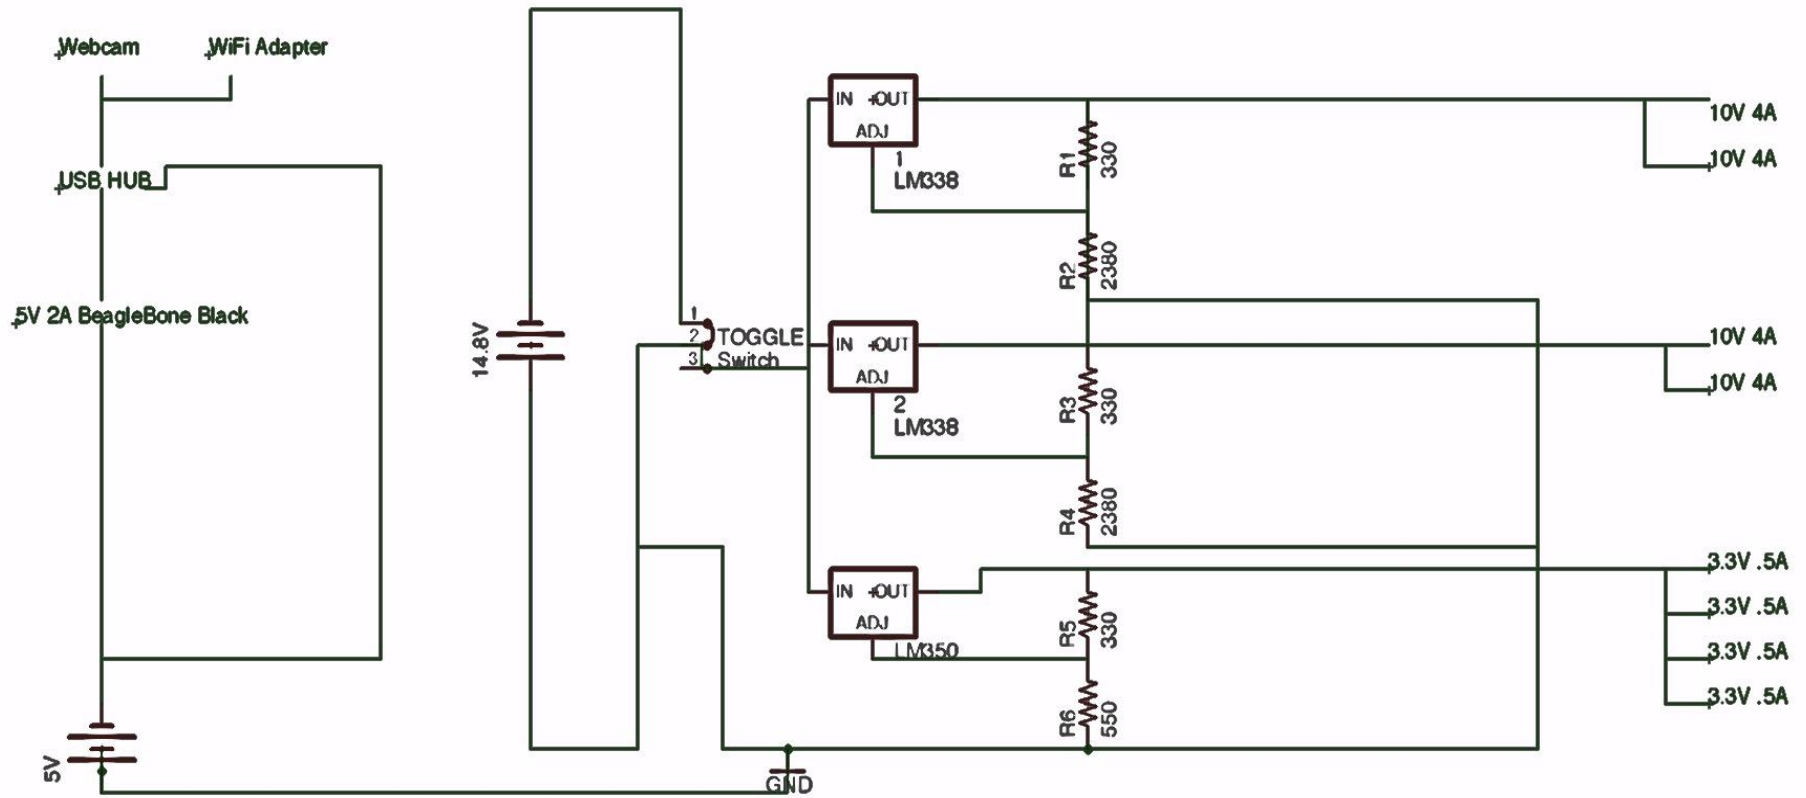 Webcam
WiFi Adapter
USB HUB
5V 2A BeagleBone Black
5V
14.8V
1
2
3
TOGGLE
Switch
GND
IN +OUT
ADJ
1
LM338
IN +OUT
ADJ
2
LM338
IN +OUT
ADJ
LM350
R1
330
R2
2380
R3
330
R4
2380
R5
330
R6
550
10V 4A
10V 4A
10V 4A
10V 4A
3.3V .5A
3.3V .5A
3.3V .5A
3.3V .5A